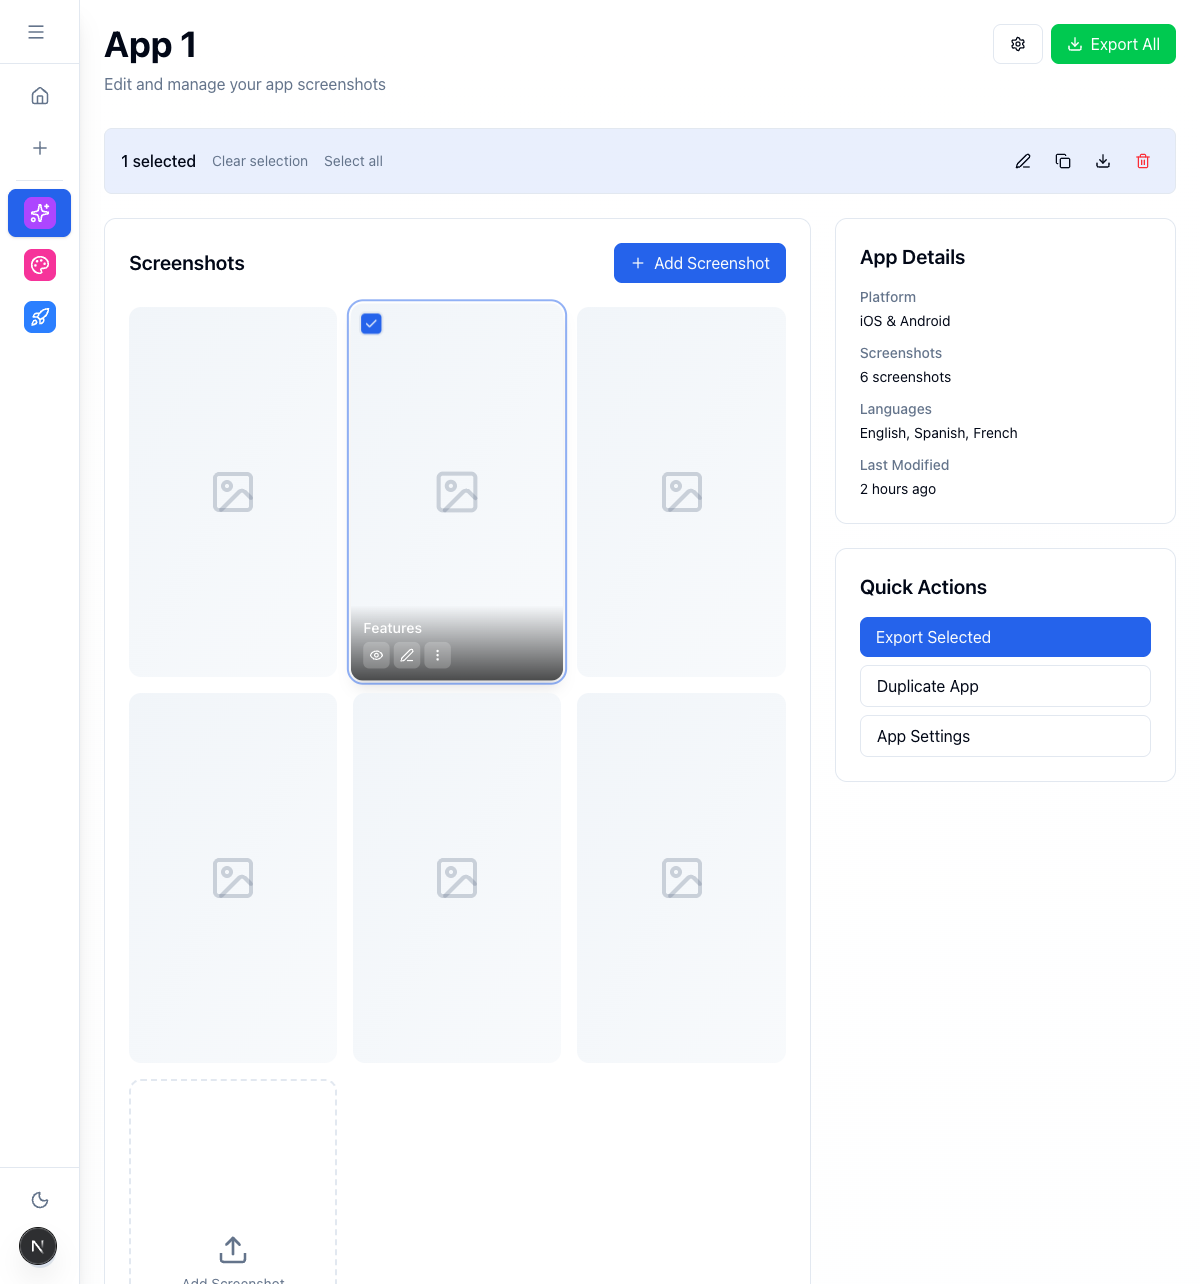 App 1
Export All
Edit and manage your app screenshots
1 selected
Clear selection
Select all
Screenshots
Add Screenshot
Features
App Details
Platform
iOS & Android
Screenshots
6 screenshots
Languages
English, Spanish, French
Last Modified
2 hours ago
Quick Actions
Export Selected
Duplicate App
App Settings
Add Screenshot
N